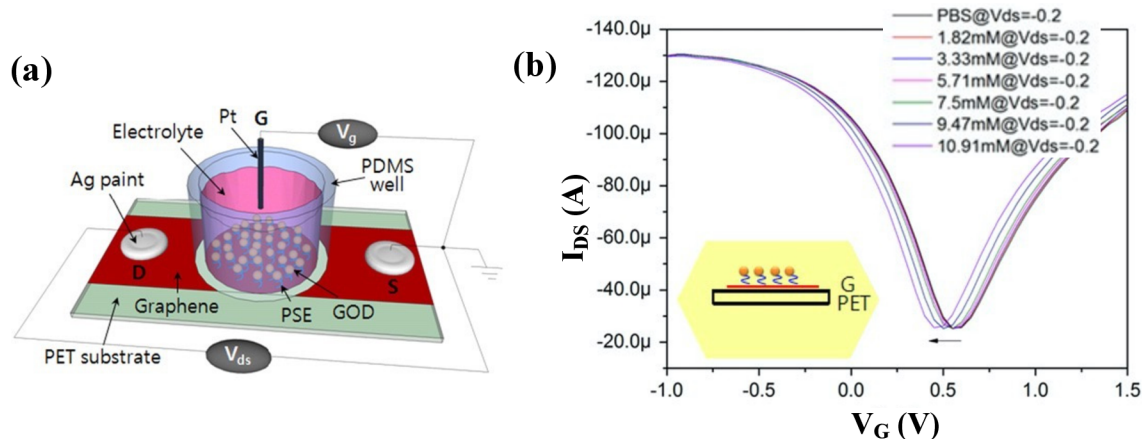 (a)
Pt
G
Vg
Electrolyte
PDMS
well
Ag paint
D
S
Graphene
PSE
GOD
PET substrate
Vds
(b)
PBS@Vds=-0.2
1.82mM@Vds=-0.2
3.33mM@Vds=-0.2
5.71mM@Vds=-0.2
7.5mM@Vds=-0.2
9.47mM@Vds=-0.2
10.91mM@Vds=-0.2
-140.0µ
-120.0µ
-100.0µ
-80.0µ
-60.0µ
-40.0µ
-20.0µ
IDS (A)
G
PET
-1.0
-0.5
0.0
0.5
1.0
1.5
VG (V)